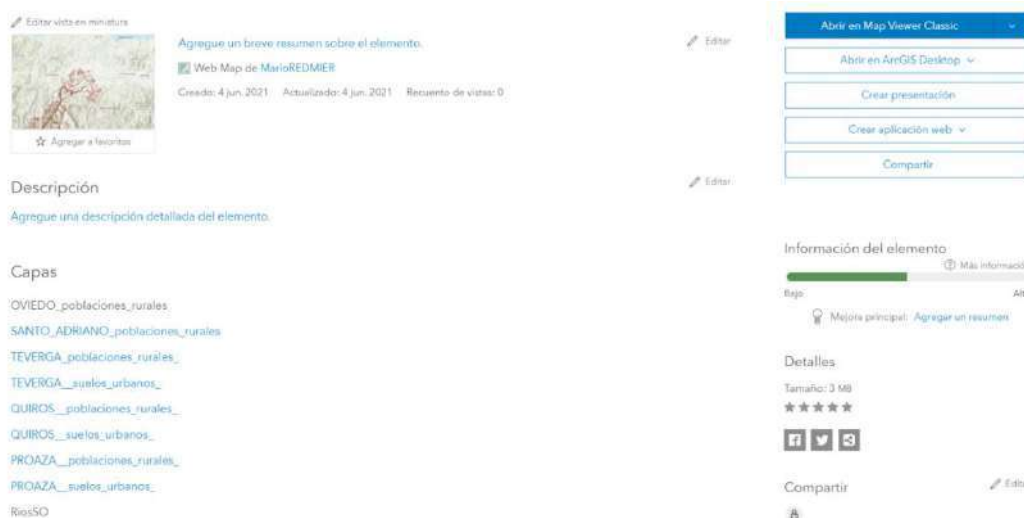 Editar vista en miniatura
Agregue un breve resumen sobre el elemento.
Editar
Web Map de MarioREDMIER
Creado: 4 jun. 2021 Actualizado: 4 jun. 2021 Recuento de vistas: 0
Agregar a favoritos
Descripción
Editar
Agregue una descripción detallada del elemento.
Capas
OVIEDO_poblaciones_rurales
SANTO_ADRIANO_poblaciones_rurales
TEVERGA_poblaciones_rurales_
TEVERGA__suelos_urbanos_
QUIROS__poblaciones_rurales_
QUIROS__suelos_urbanos_
PROAZA__poblaciones_rurales_
PROAZA__suelos_urbanos_
RiosSO
Abrir en Map Viewer Classic
Abrir en ArcGIS Desktop
Crear presentación
Crear aplicación web
Compartir
Información del elemento
Más informació
Bajo
Al
Mejora principal: Agregar un resumen
Detalles
Tamaño: 3 MB
Compartir
Edita